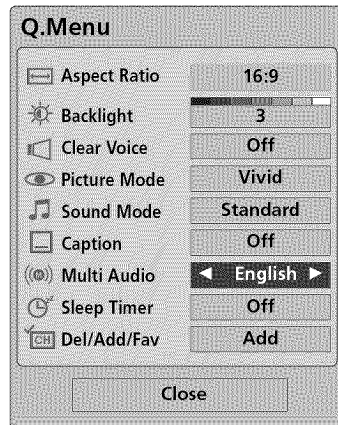 Q.Menu
Aspect Ratio 16:9
Backlight 3
Clear Voice Off
Picture Mode Vivid
Sound Mode Standard
Caption Off
((⊚)) Multi Audio ◄ English ►
Sleep Timer Off
CH Del/Add/Fav Add
Close